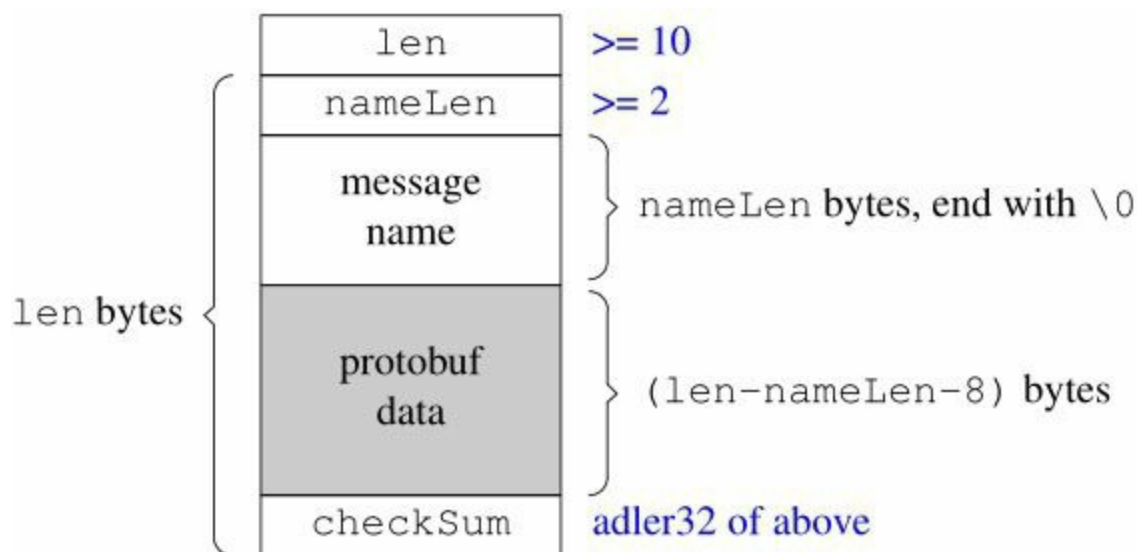 len >= 10
nameLen >= 2
message
name
nameLen bytes, end with \0
len bytes
protobuf
data
(len-nameLen-8) bytes
checkSum adler32 of above